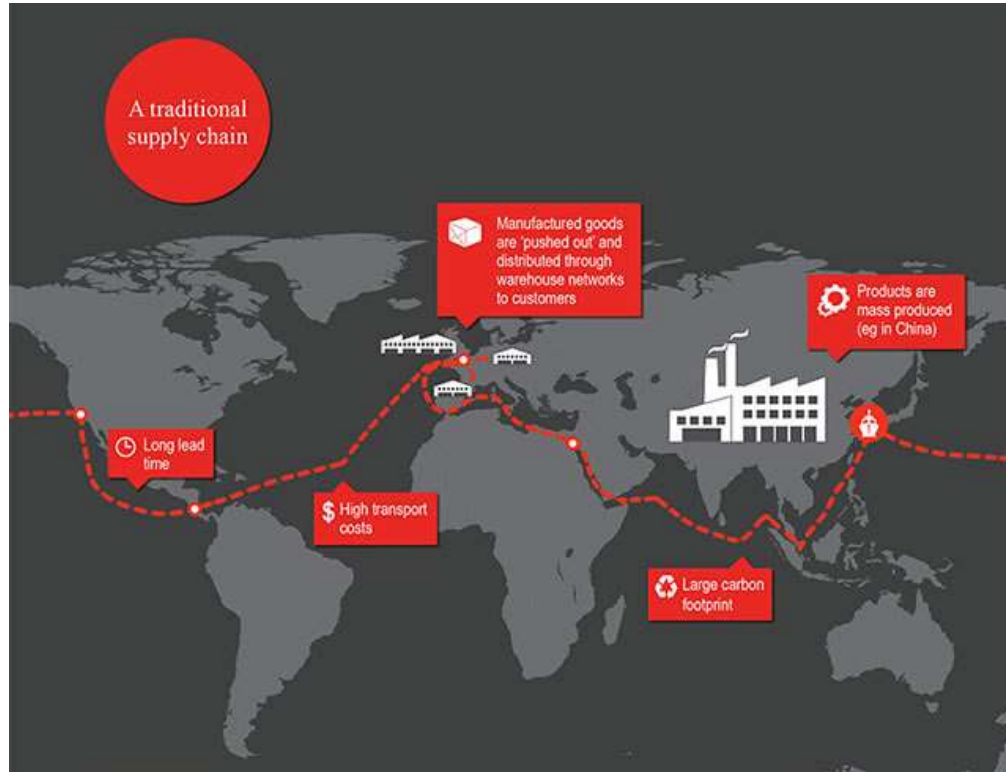 A traditional
supply chain
Manufactured goods
are 'pushed out' and
distributed through
warehouse networks
to customers
Products are
mass produced
(eg in China)
Long lead
time
$ High transport
costs
Large carbon
footprint